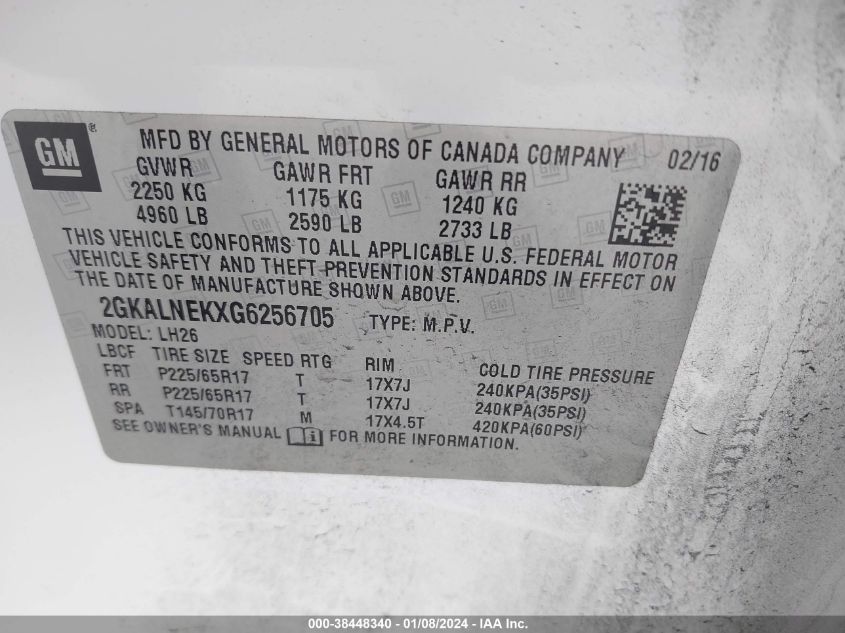 GM ®
MFD BY GENERAL MOTORS OF CANADA COMPANY 02/16
GVWR GAWR FRT GAWR RR
2250 KG 1175 KG 1240 KG
4960 LB 2590 LB 2733 LB
THIS VEHICLE CONFORMS TO ALL APPLICABLE U.S. FEDERAL MOTOR
VEHICLE SAFETY AND THEFT PREVENTION STANDARDS IN EFFECT ON
THE DATE OF MANUFACTURE SHOWN ABOVE.
2GKALNEKXG6256705 TYPE: M.P.V.
MODEL: LH26
LBCF TIRE SIZE SPEED RTG RIM COLD TIRE PRESSURE
FRT P225/65R17 T 17X7J 240KPA(35PSI)
RR P225/65R17 T 17X7J 240KPA(35PSI)
SPA T145/70R17 M 17X4.5T 420KPA(60PSI)
SEE OWNER'S MANUAL FOR MORE INFORMATION.
000-38448340 - 01/08/2024 - IAA Inc.